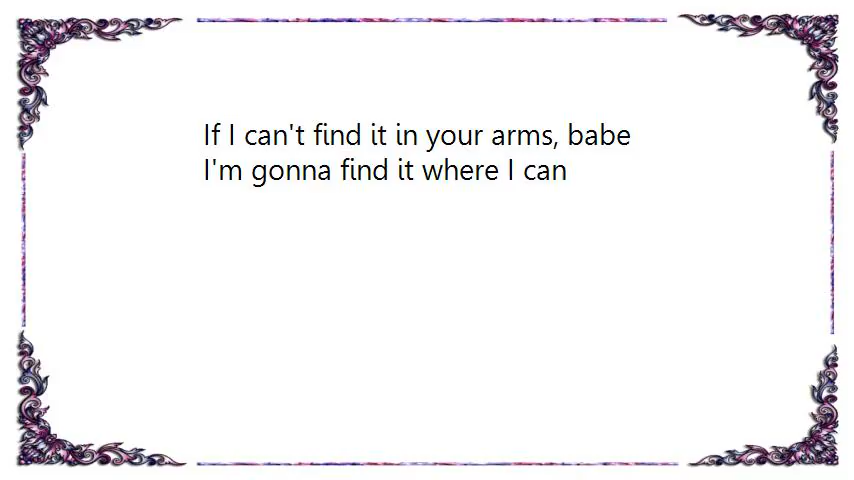 If I can't find it in your arms, babe
I'm gonna find it where I can